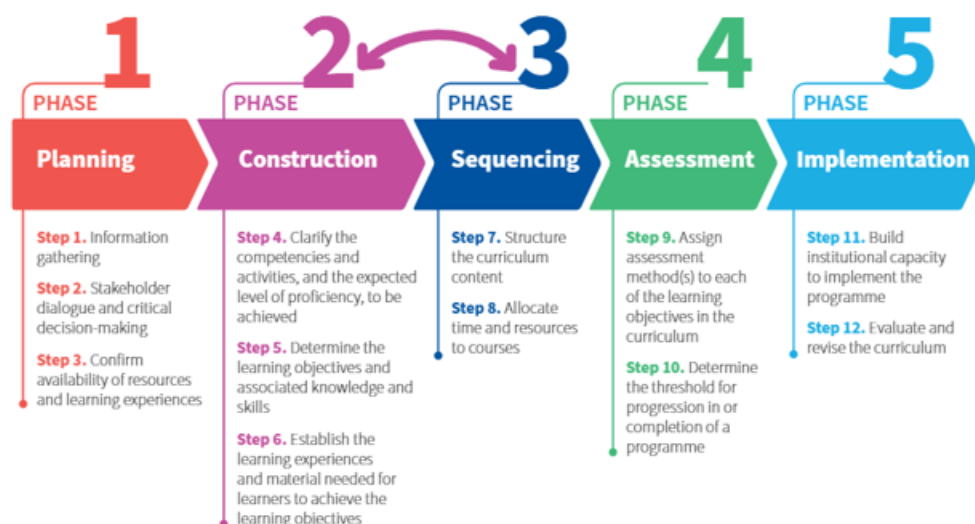 1
PHASE
Planning
Step 1. Information
gathering
Step 2. Stakeholder
dialogue and critical
decision-making
Step 3. Confirm
availability of resources
and learning experiences
2
PHASE
Construction
Step 4. Clarify the
competencies and
activities, and the expected
level of proficiency, to be
achieved
Step 5. Determine the
learning objectives and
associated knowledge and
skills
Step 6. Establish the
learning experiences
and material needed for
learners to achieve the
learning objectives
3
PHASE
Sequencing
Step 7. Structure
the curriculum
content
Step 8. Allocate
time and resources
to courses
4
PHASE
Assessment
Step 9. Assign
assessment
method(s) to each
of the learning
objectives in the
curriculum
Step 10. Determine
the threshold for
progression in or
completion of a
programme
5
PHASE
Implementation
Step 11. Build
institutional capacity
to implement the
programme
Step 12. Evaluate and
revise the curriculum